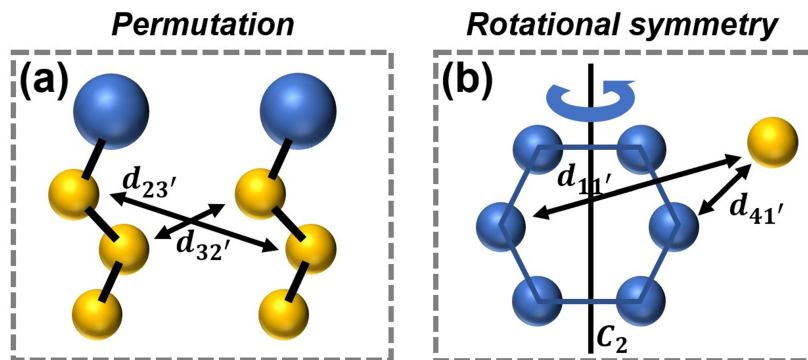 Permutation
Rotational symmetry
(a)
(b)
d₂₃′
d₃₂′
d₁₁′
d₄₁′
C₂